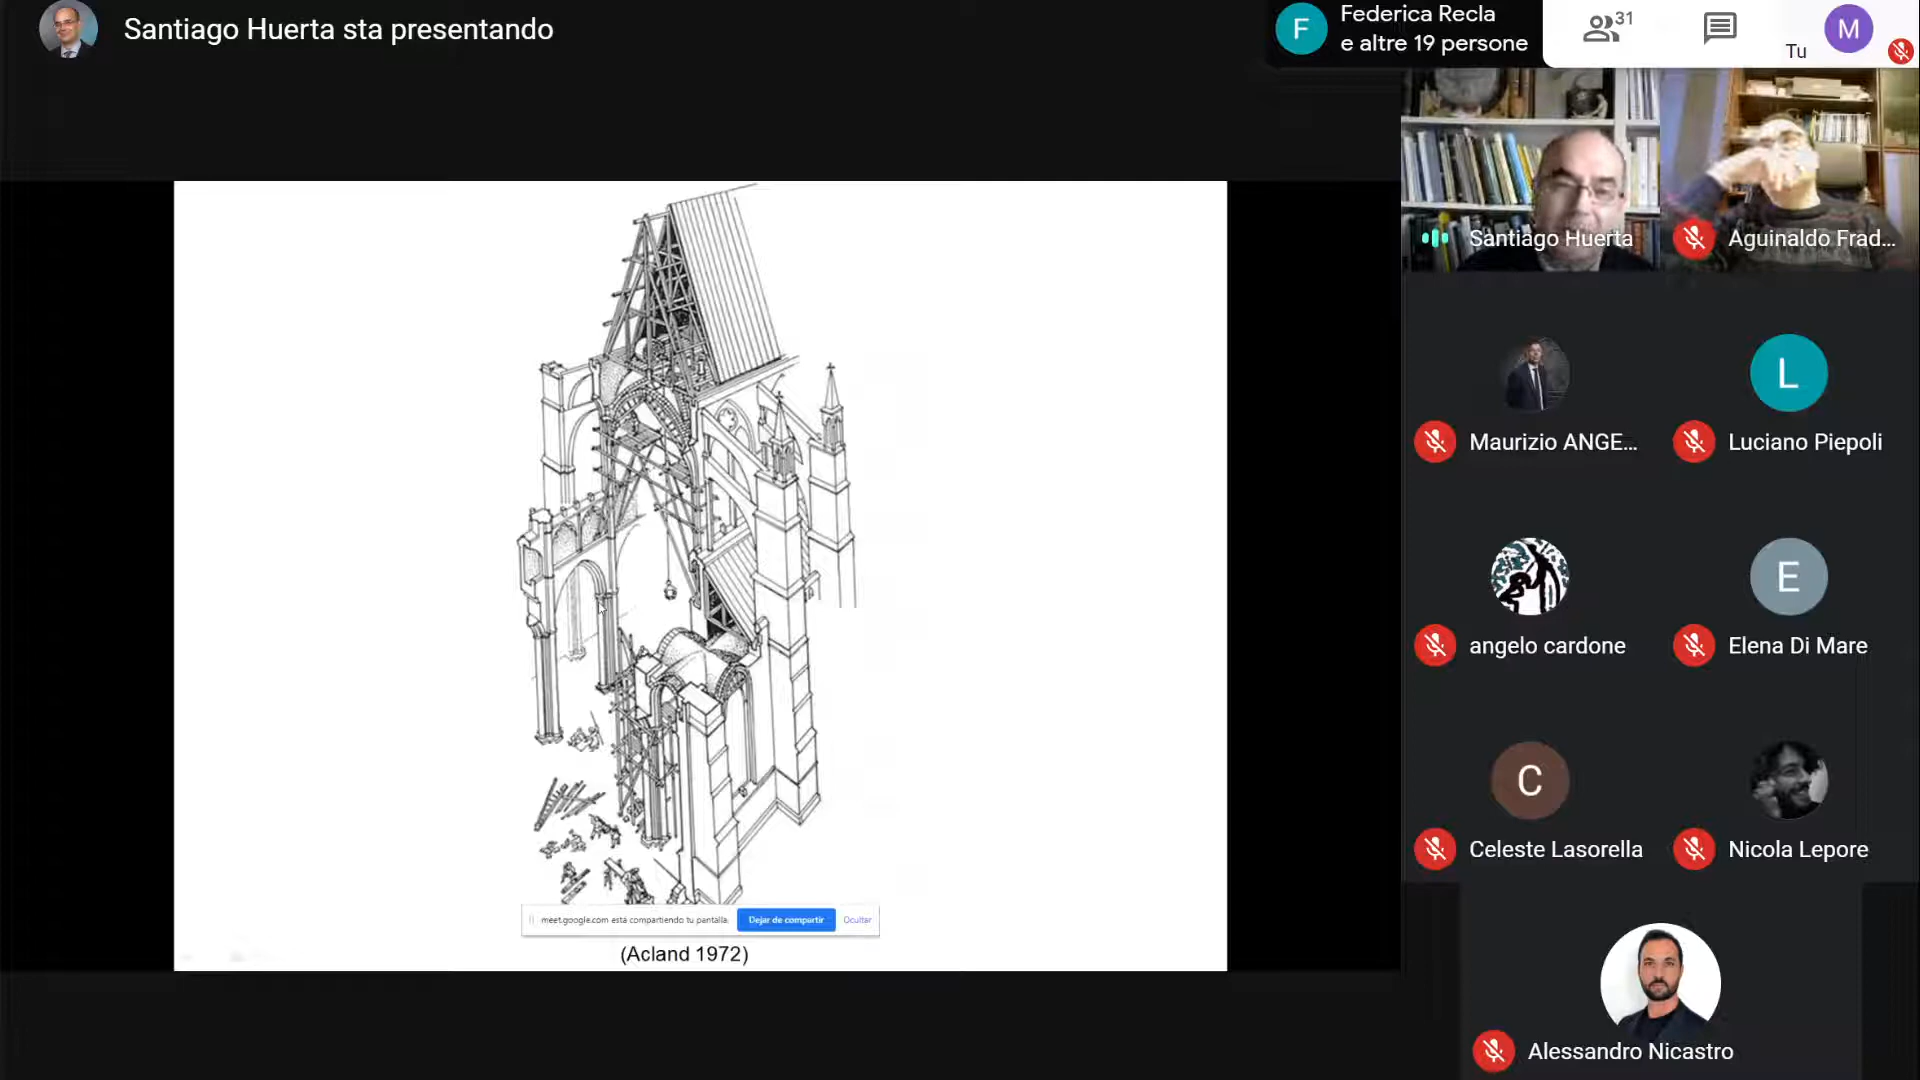 Santiago Huerta sta presentando
F
Federica Recla
e altre 19 persone
31
Tu
M
Santiago Huerta
Aguinaldo Frad...
Maurizio ANGE...
L
Luciano Piepoli
angelo cardone
E
Elena Di Mare
C
Celeste Lasorella
Nicola Lepore
Alessandro Nicastro
meet.google.com está compartiendo tu pantalla.
Dejar de compartir
Ocultar
(Acland 1972)